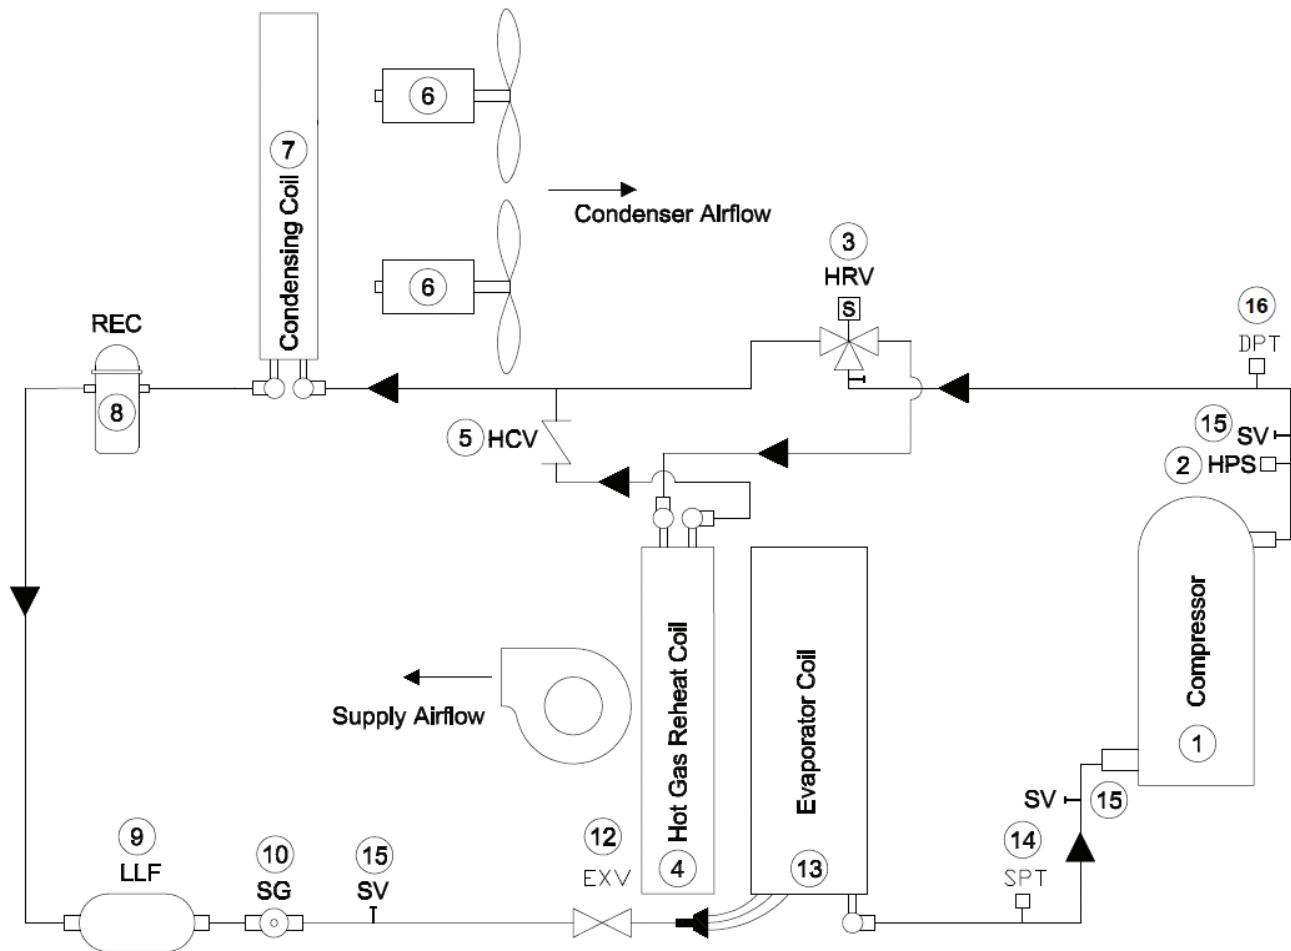 6
7
Condensing Coil
Condenser Airflow
6
3
HRV
S
16
DPT
REC
8
5 HCV
15
SV
2 HPS
Hot Gas Reheat Coil
4
Evaporator Coil
13
Compressor
1
Supply Airflow
SV 15
9
LLF
10
SG
15
SV
12
EXV
14
SPT